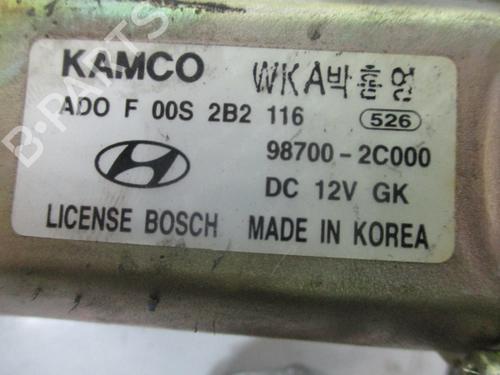 KAMCO WKA박훈영
ADO F 00S 2B2 116 526
98700-2C000
DC 12V GK
LICENSE BOSCH MADE IN KOREA
B-PARTS